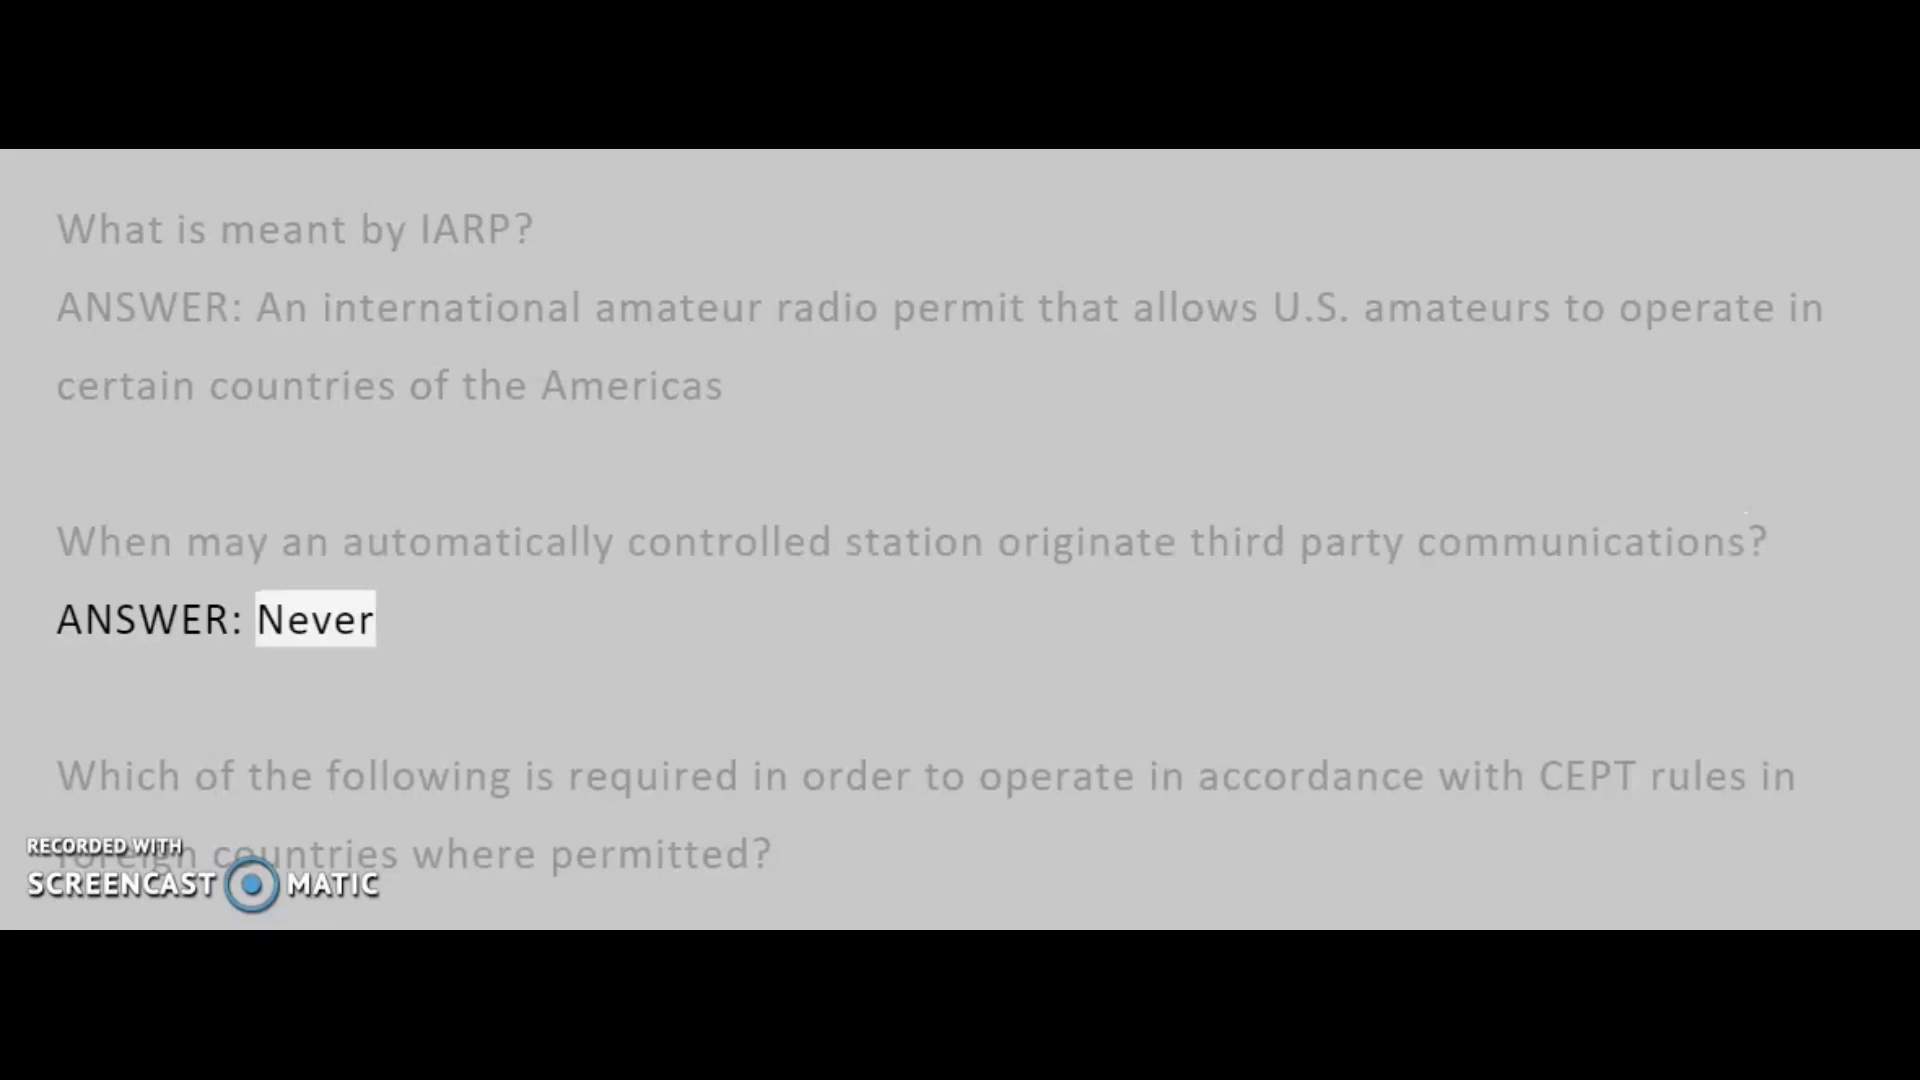 What is meant by IARP?
ANSWER: An international amateur radio permit that allows U.S. amateurs to operate in
certain countries of the Americas
When may an automatically controlled station originate third party communications?
ANSWER: Never
Which of the following is required in order to operate in accordance with CEPT rules in
foreign countries where permitted?
RECORDED WITH
SCREENCAST MATIC